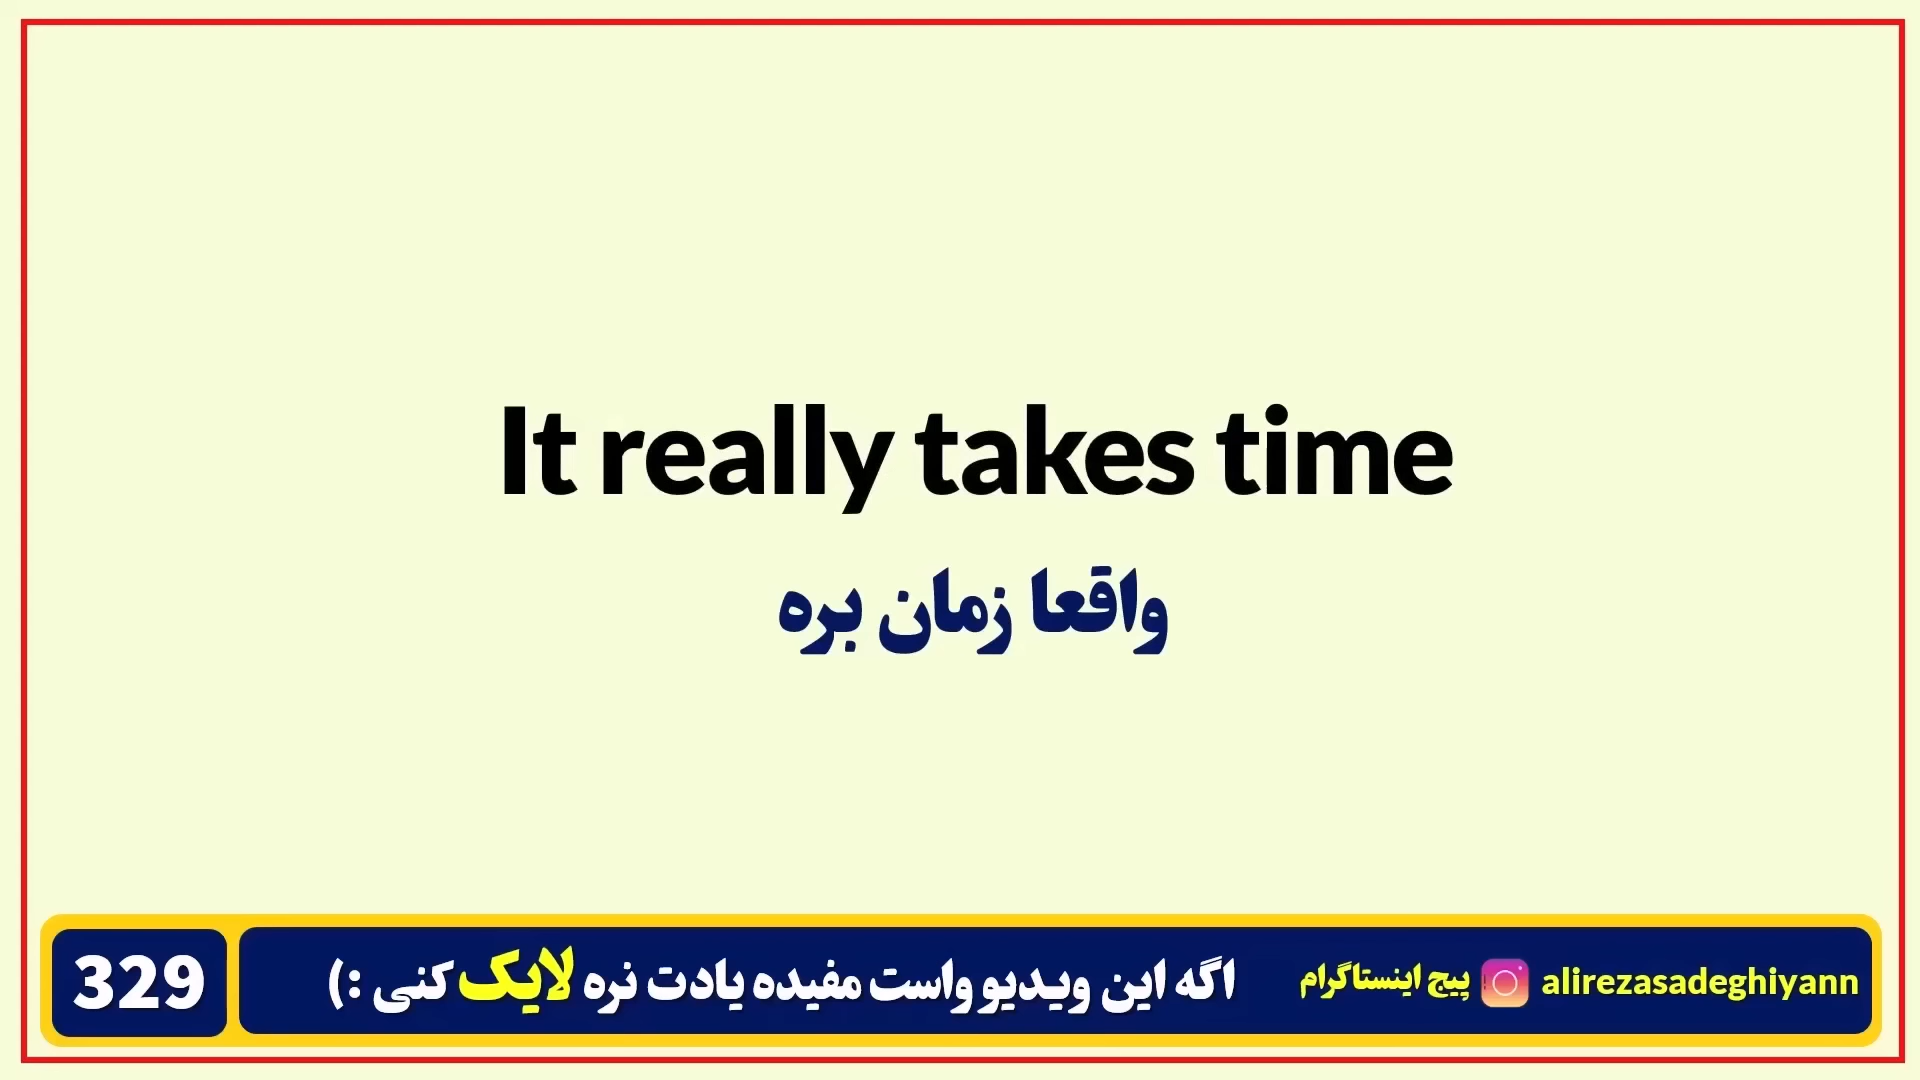 It really takes time
واقعا زمان بره
329
اگه این ویدیو واست مفیده یادت نره لایک کنی :)
پیج اینستاگرام alirezasadeghiyann